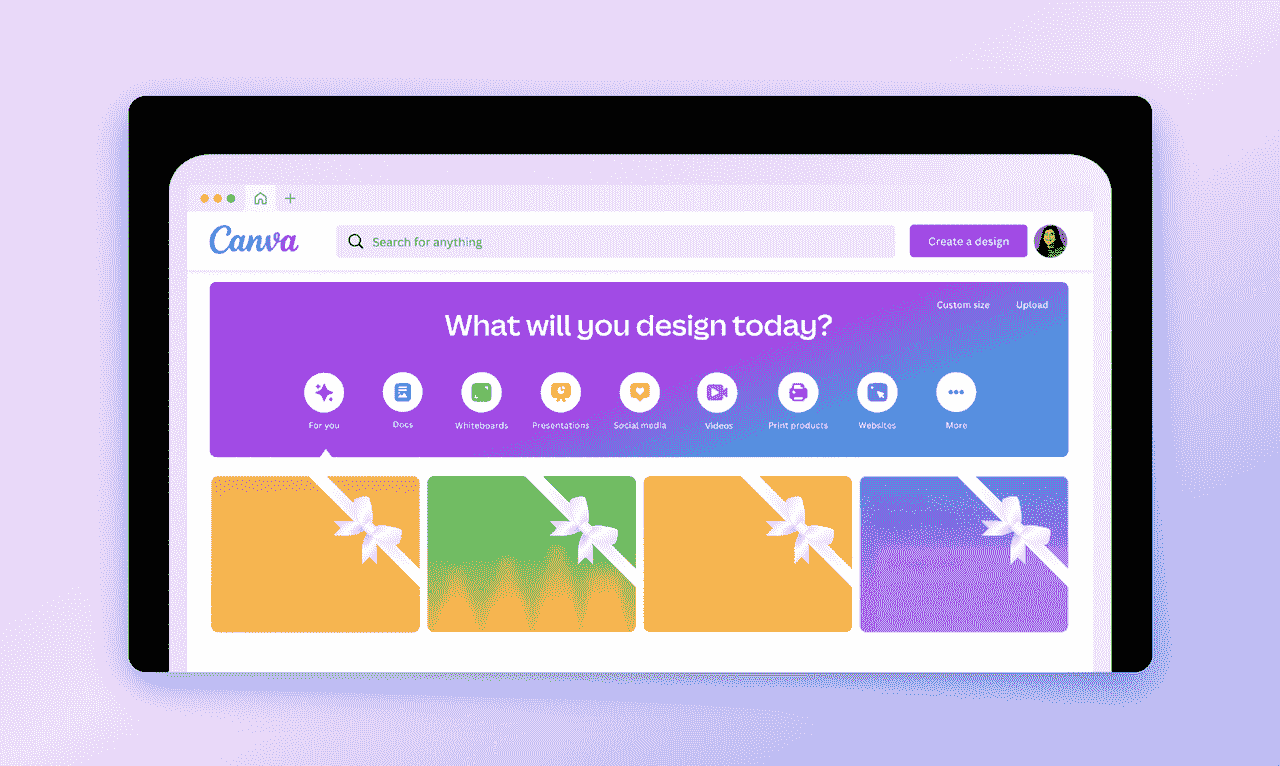 Canva
Search for anything
Create a design
Custom size
Upload
What will you design today?
For you
Docs
Whiteboards
Presentations
Social media
Videos
Print products
Websites
More